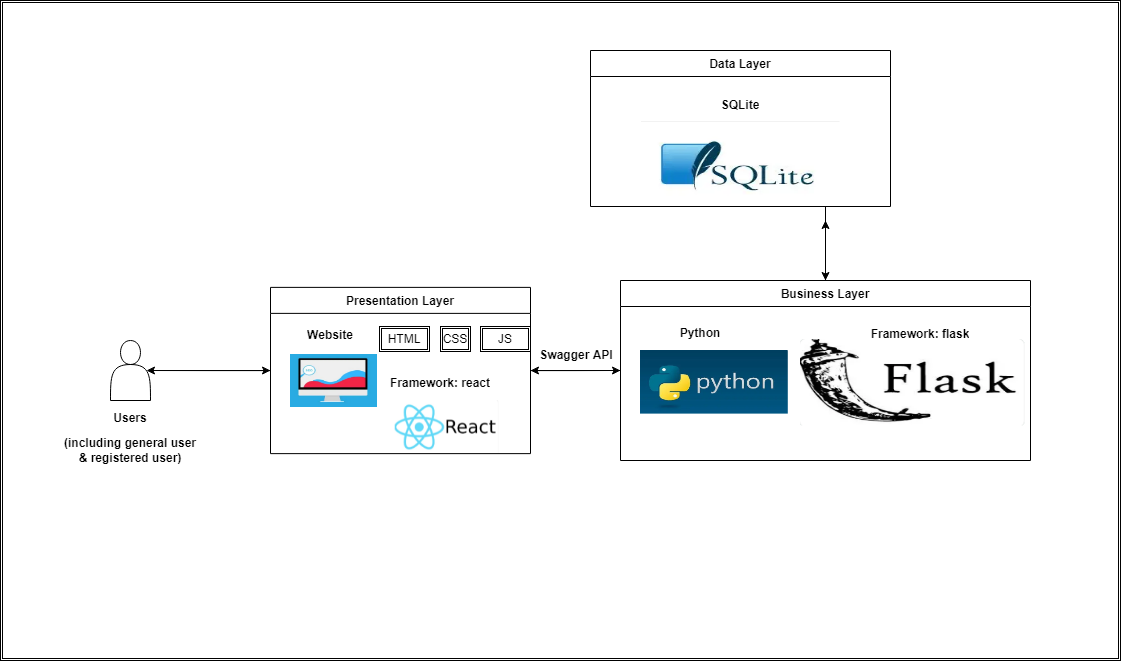 Data Layer
SQLite
SQLite
Presentation Layer
Website
HTML
CSS
JS
Framework: react
React
Swagger API
Business Layer
Python
Framework: flask
python
Flask
Users
(including general user
& registered user)